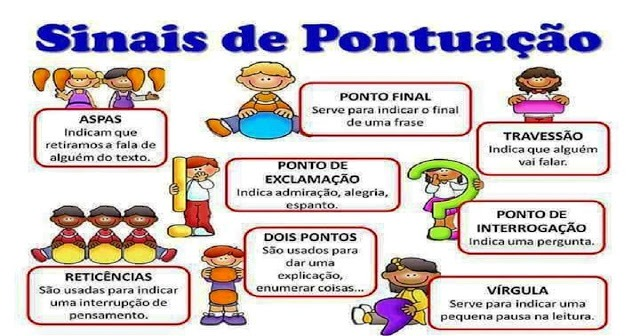 Sinais de Pontuação
ASPAS
Indicam que
retiramos a fala de
alguém do texto.
PONTO FINAL
Serve para indicar o final
de uma frase
TRAVESSÃO
Indica que alguém
vai falar.
PONTO DE
EXCLAMAÇÃO
Indica admiração, alegria,
espanto.
PONTO DE
INTERROGAÇÃO
Indica uma pergunta.
DOIS PONTOS
São usados para
dar uma
explicação,
enumerar coisas...
RETICÊNCIAS
São usadas para indicar
uma interrupção de
pensamento.
VÍRGULA
Serve para indicar uma
pequena pausa na leitura.